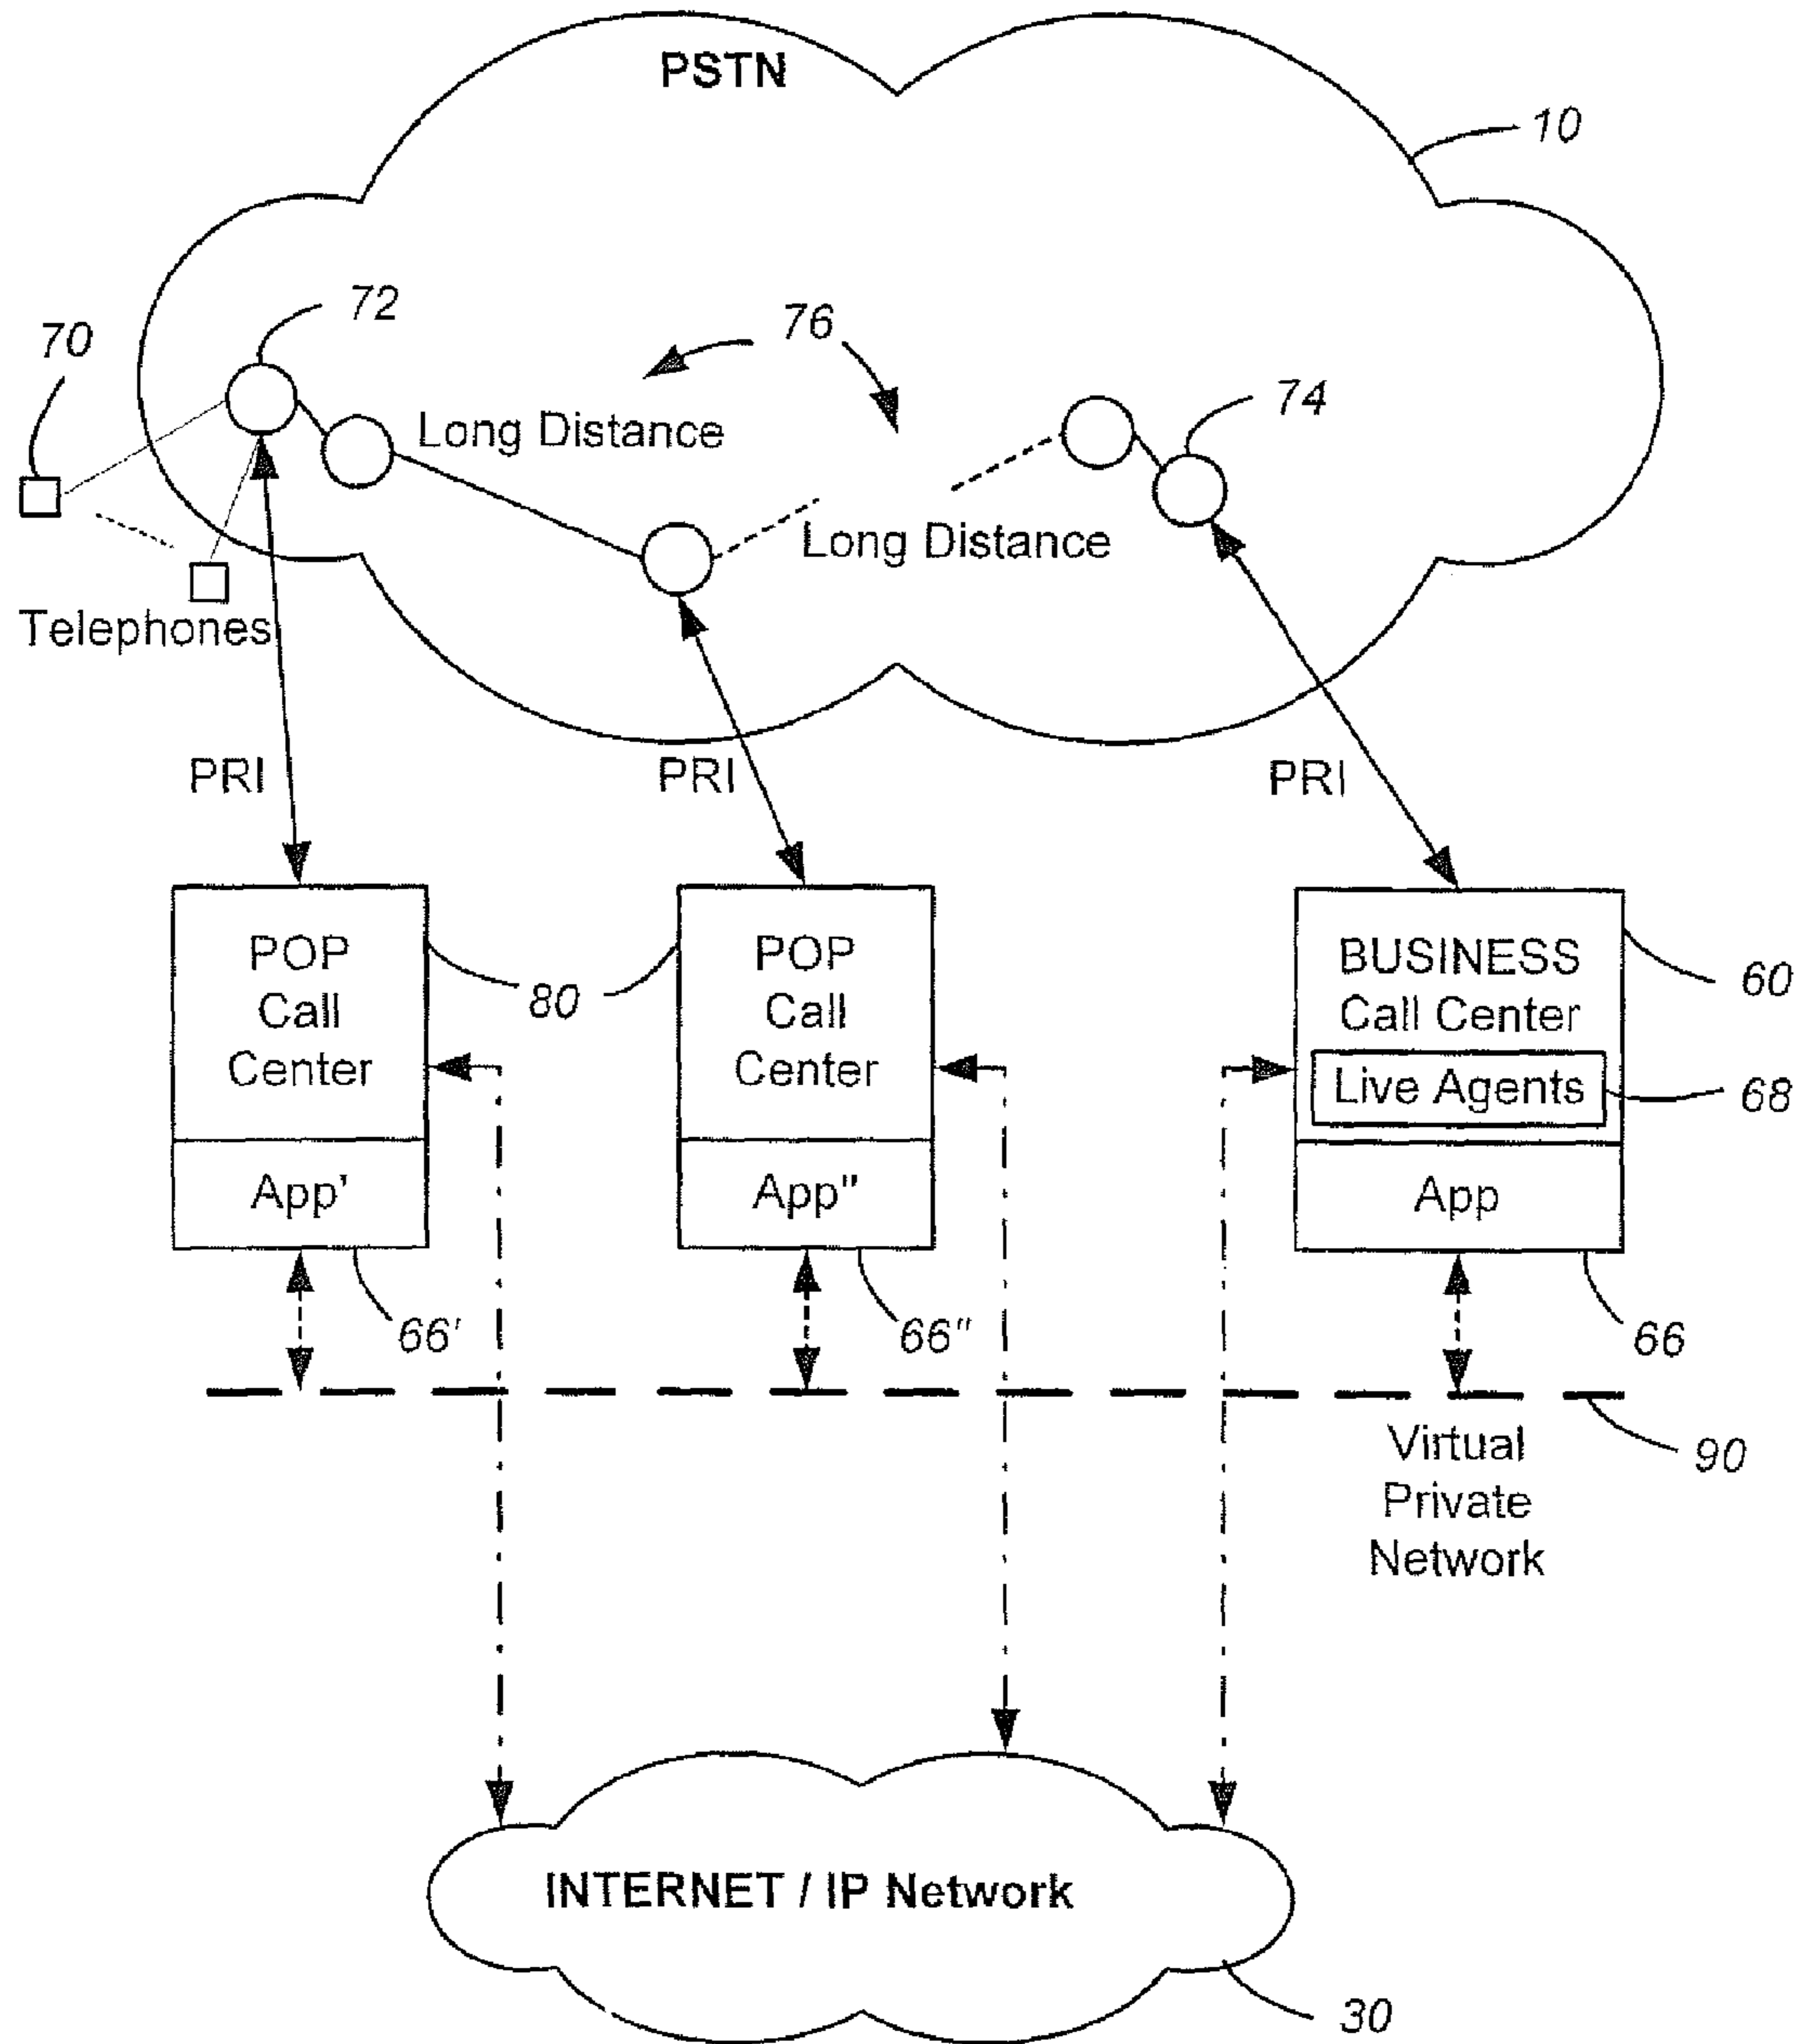 PSTN
10
72
76
70
74
Long Distance
Long Distance
Telephones
PRI
PRI
PRI
POP
Call
Center
80
POP
Call
Center
BUSINESS
Call Center
60
Live Agents
68
App'
App"
App
66'
66"
66
90
Virtual
Private
Network
INTERNET / IP Network
30